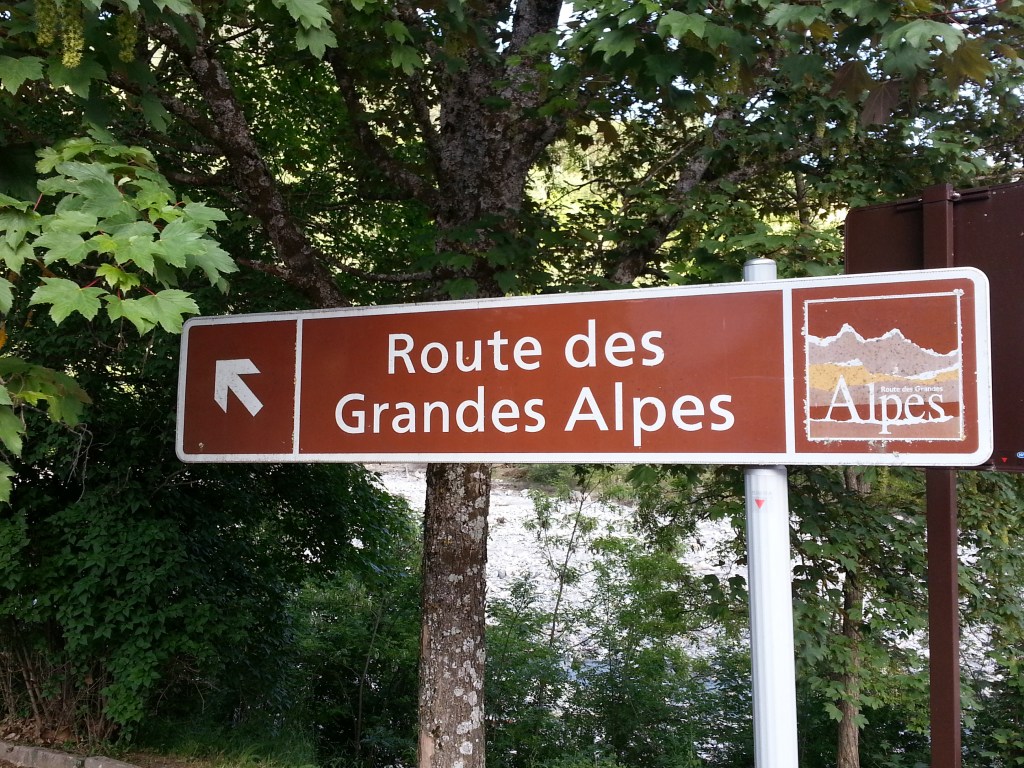 Route des
Grandes Alpes
Route des Grandes
Alpes